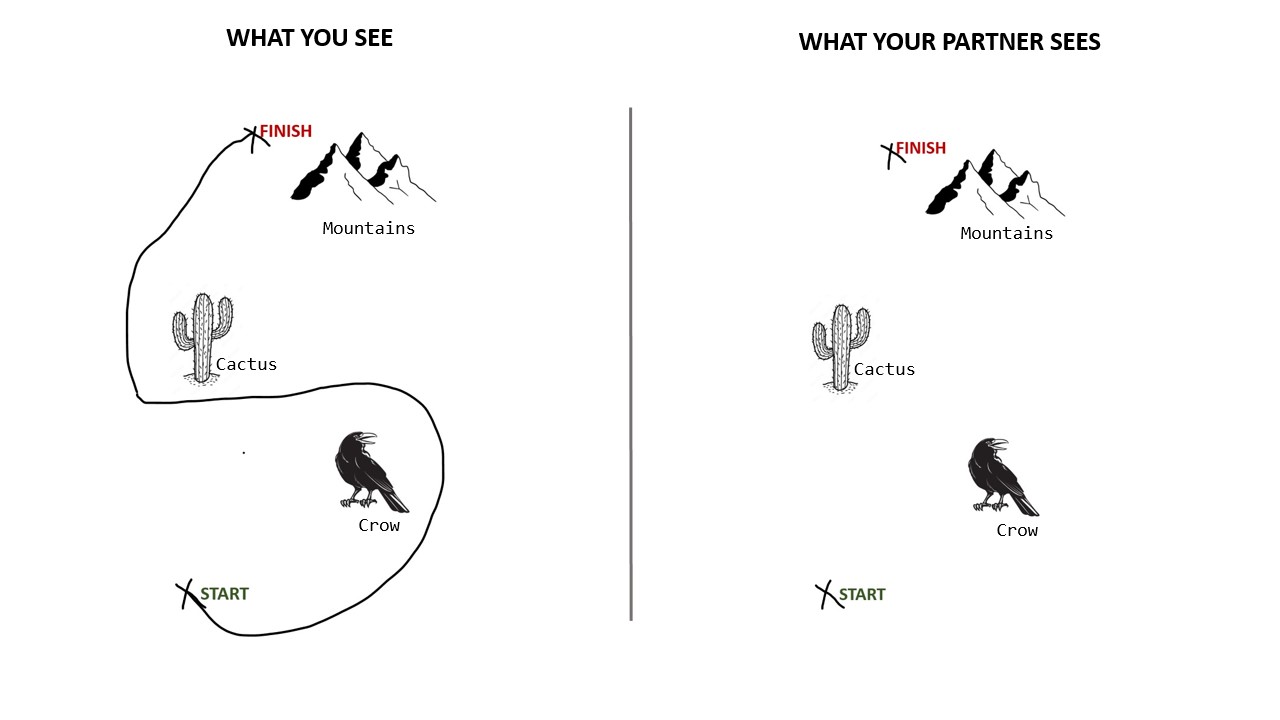 WHAT YOU SEE
FINISH
Mountains
Cactus
Crow
START
WHAT YOUR PARTNER SEES
FINISH
Mountains
Cactus
Crow
START